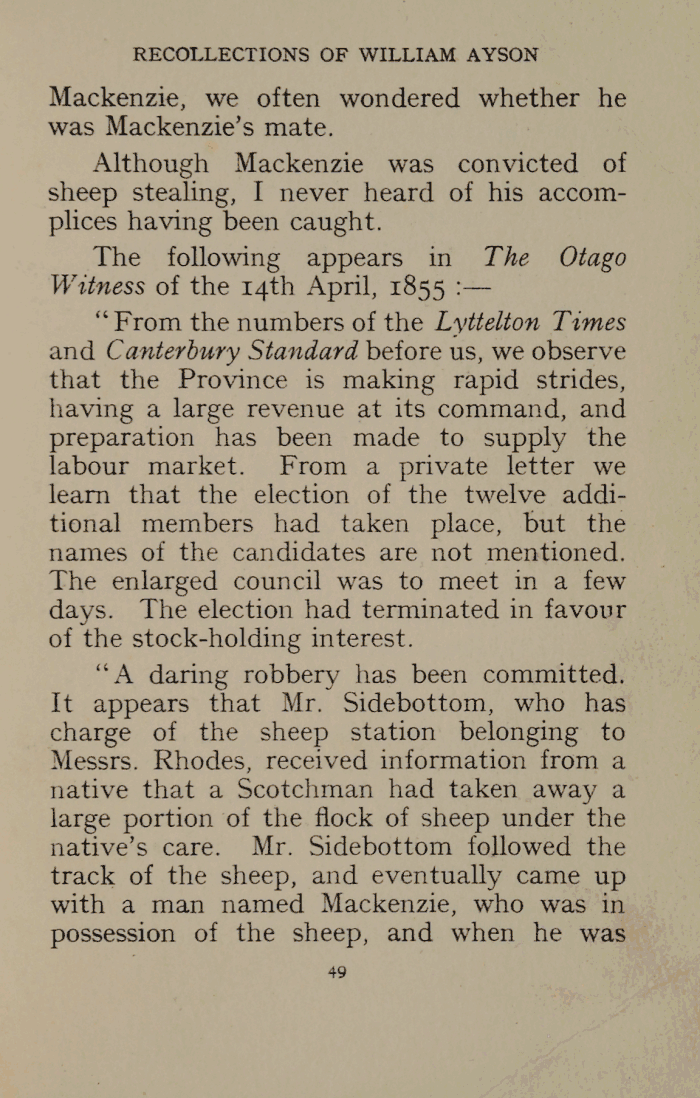 RECOLLECTIONS OF WILLIAM AYSON
Mackenzie, we often wondered whether he
was Mackenzie's mate.
Although Mackenzie was convicted of
sheep stealing, I never heard of his accom-
plices having been caught.
The following appears in The Otago
Witness of the 14th April, 1855 :—
“From the numbers of the Lyttelton Times
and Canterbury Standard before us, we observe
that the Province is making rapid strides,
having a large revenue at its command, and
preparation has been made to supply the
labour market. From a private letter we
learn that the election of the twelve addi-
tional members had taken place, but the
names of the candidates are not mentioned.
The enlarged council was to meet in a few
days. The election had terminated in favour
of the stock-holding interest.
“A daring robbery has been committed.
It appears that Mr. Sidebottom, who has
charge of the sheep station belonging to
Messrs. Rhodes, received information from a
native that a Scotchman had taken away a
large portion of the flock of sheep under the
native's care. Mr. Sidebottom followed the
track of the sheep, and eventually came up
with a man named Mackenzie, who was in
possession of the sheep, and when he was
49